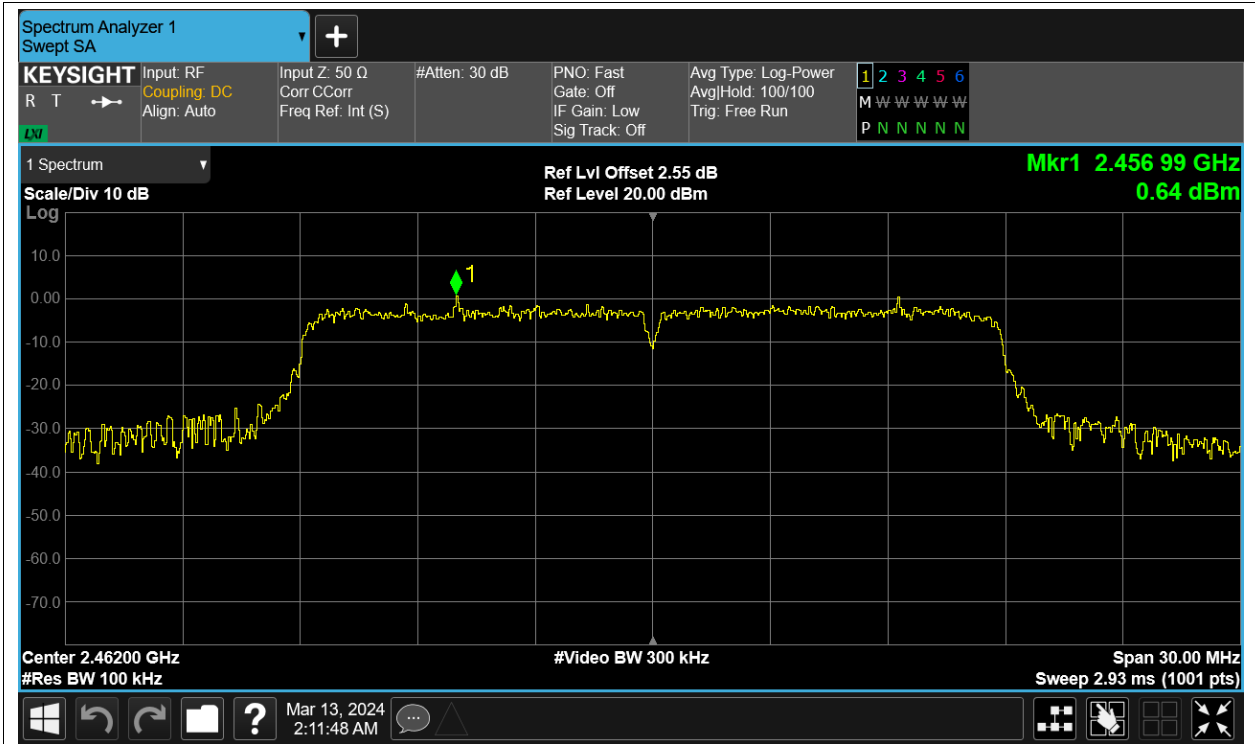 Spectrum Analyzer 1
Swept SA
KEYSIGHT
R T
LXI
Input: RF
Coupling: DC
Align: Auto
Input Z: 50 Ω
Corr CCorr
Freq Ref: Int (S)
#Atten: 30 dB
PNO: Fast
Gate: Off
IF Gain: Low
Sig Track: Off
Avg Type: Log-Power
Avg|Hold: 100/100
Trig: Free Run
1 2 3 4 5 6
M W W W W W
P N N N N N
1 Spectrum
Scale/Div 10 dB
Ref Lvl Offset 2.55 dB
Ref Level 20.00 dBm
Mkr1 2.456 99 GHz
0.64 dBm
Log
10.0
0.00
-10.0
-20.0
-30.0
-40.0
-50.0
-60.0
-70.0
1
Center 2.46200 GHz
#Res BW 100 kHz
#Video BW 300 kHz
Span 30.00 MHz
Sweep 2.93 ms (1001 pts)
?
Mar 13, 2024
2:11:48 AM